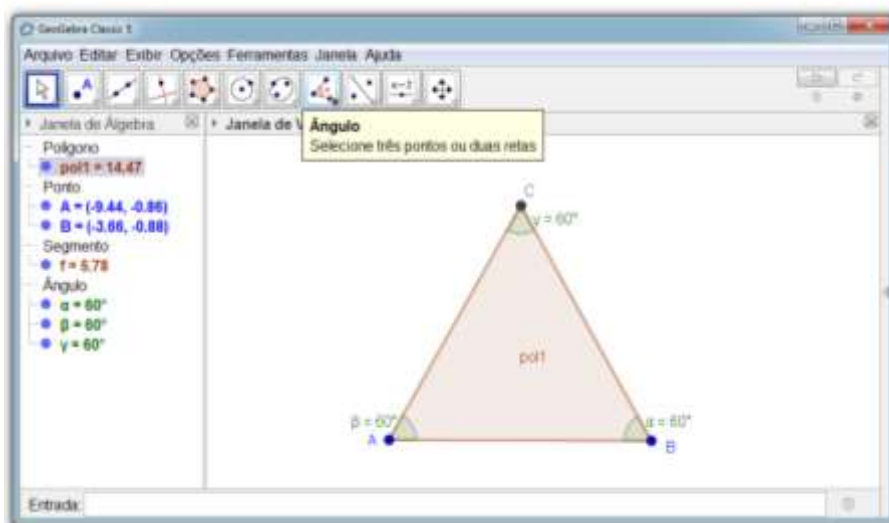 GeoGebra Classic 5
Arquivo Editar Exibir Opções Ferramentas Janela Ajuda
Ângulo
Selecione três pontos ou duas retas
Janela de Álgebra
Janela de V
Polígono
pol1 = 14.47
Ponto
A = (-9.44, -0.86)
B = (-3.66, -0.88)
Segmento
f = 5.78
Ângulo
α = 60°
β = 60°
γ = 60°
C
γ = 60°
pol1
β = 60°
α = 60°
A
B
Entrada: